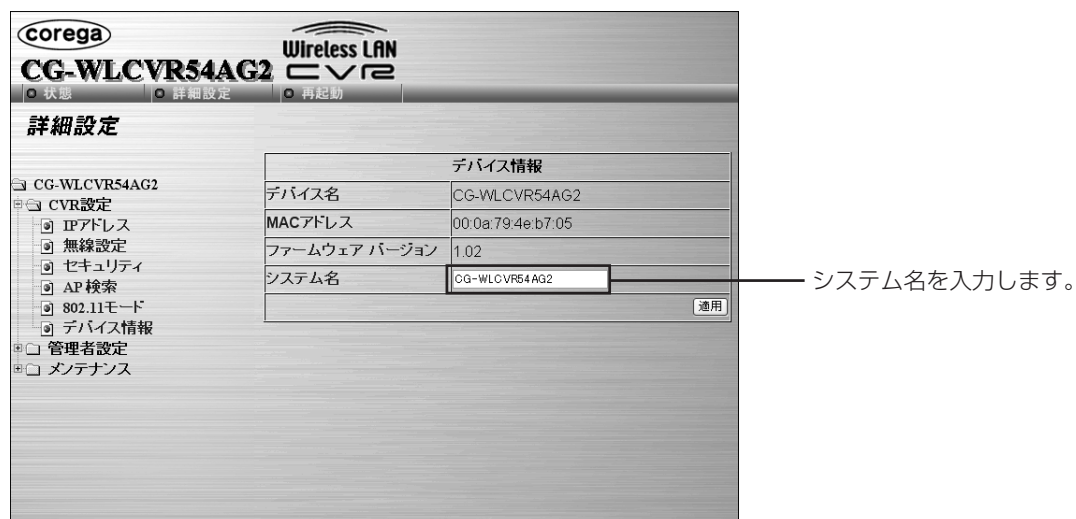 corega
Wireless LAN
CG-WLCVR54AG2 CVR
状態 詳細設定 再起動
詳細設定
デバイス情報
CG-WLCVR54AG2
CVR設定
IPアドレス
無線設定
セキュリティ
AP検索
802.11モード
デバイス情報
管理者設定
メンテナンス
デバイス名 CG-WLCVR54AG2
MACアドレス 00:0a:79:4e:b7:05
ファームウェア バージョン 1.02
システム名 CG-WLCVR54AG2
適用
システム名を入力します。